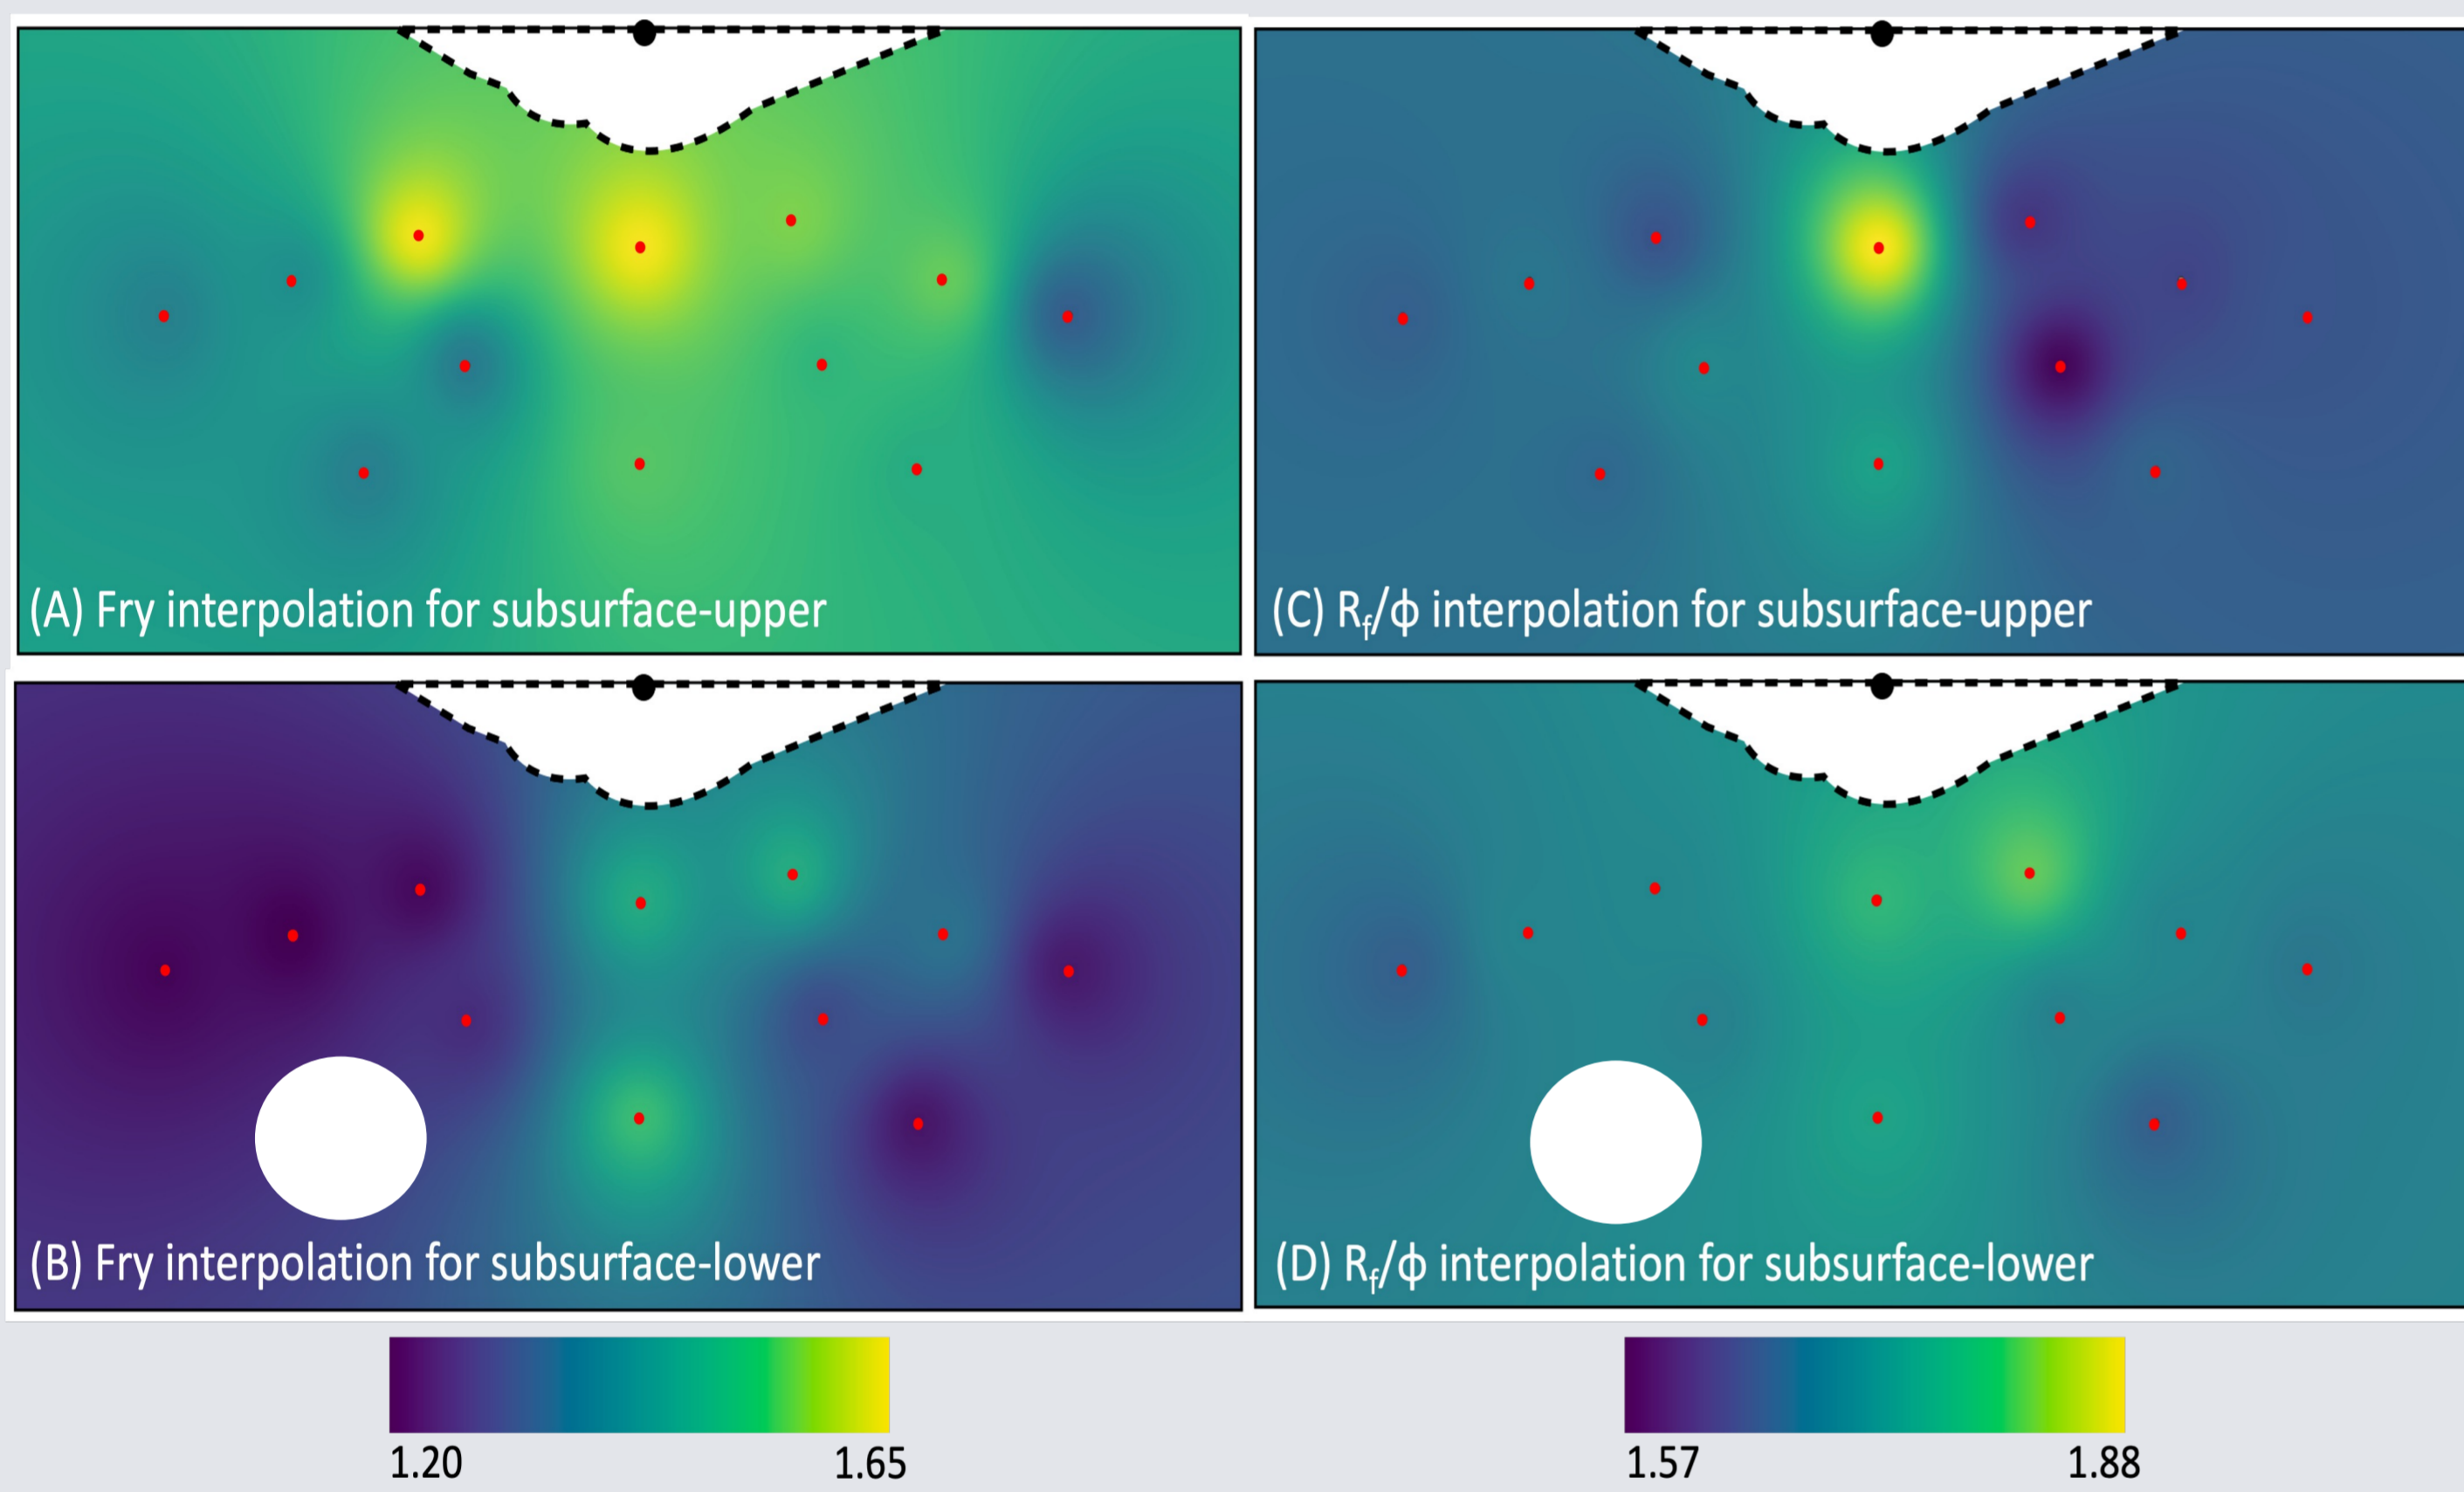 (A) Fry interpolation for subsurface-upper
(C) Rf/ϕ interpolation for subsurface-upper
(B) Fry interpolation for subsurface-lower
(D) Rf/ϕ interpolation for subsurface-lower
1.20 1.65
1.57 1.88